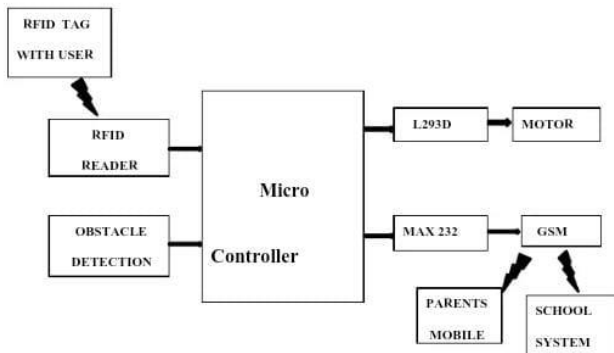 RFID TAG
WITH USER
RFID
READER
OBSTACLE
DETECTION
Micro
Controller
L293D
MOTOR
MAX 232
GSM
PARENTS
MOBILE
SCHOOL
SYSTEM